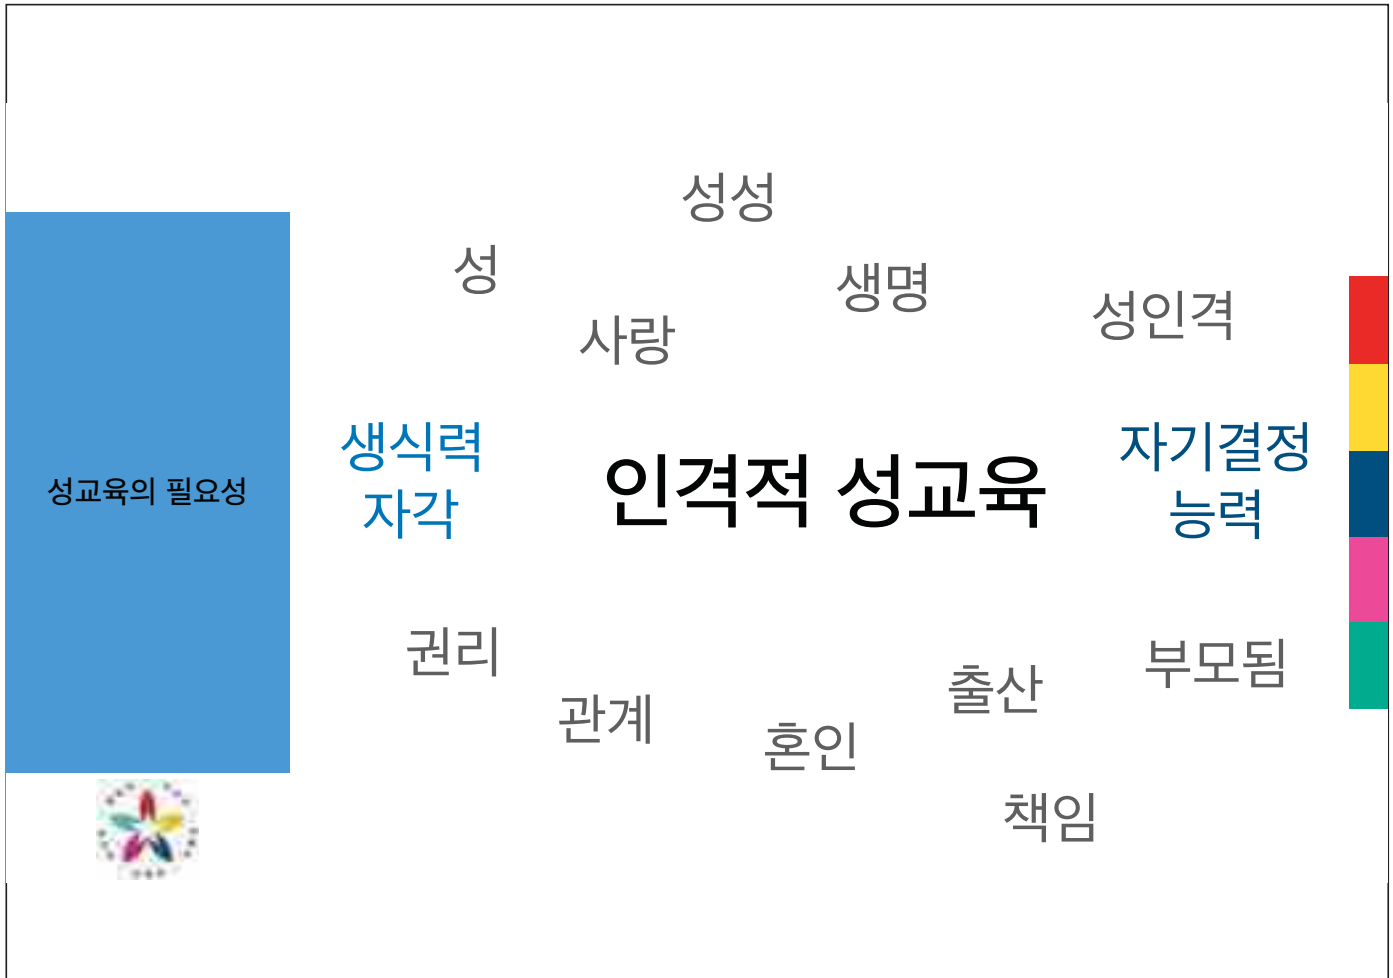 성교육의 필요성
성성
성
생명
성인격
사랑
생식력
자각
인격적 성교육
자기결정
능력
권리
관계
혼인
출산
부모됨
책임